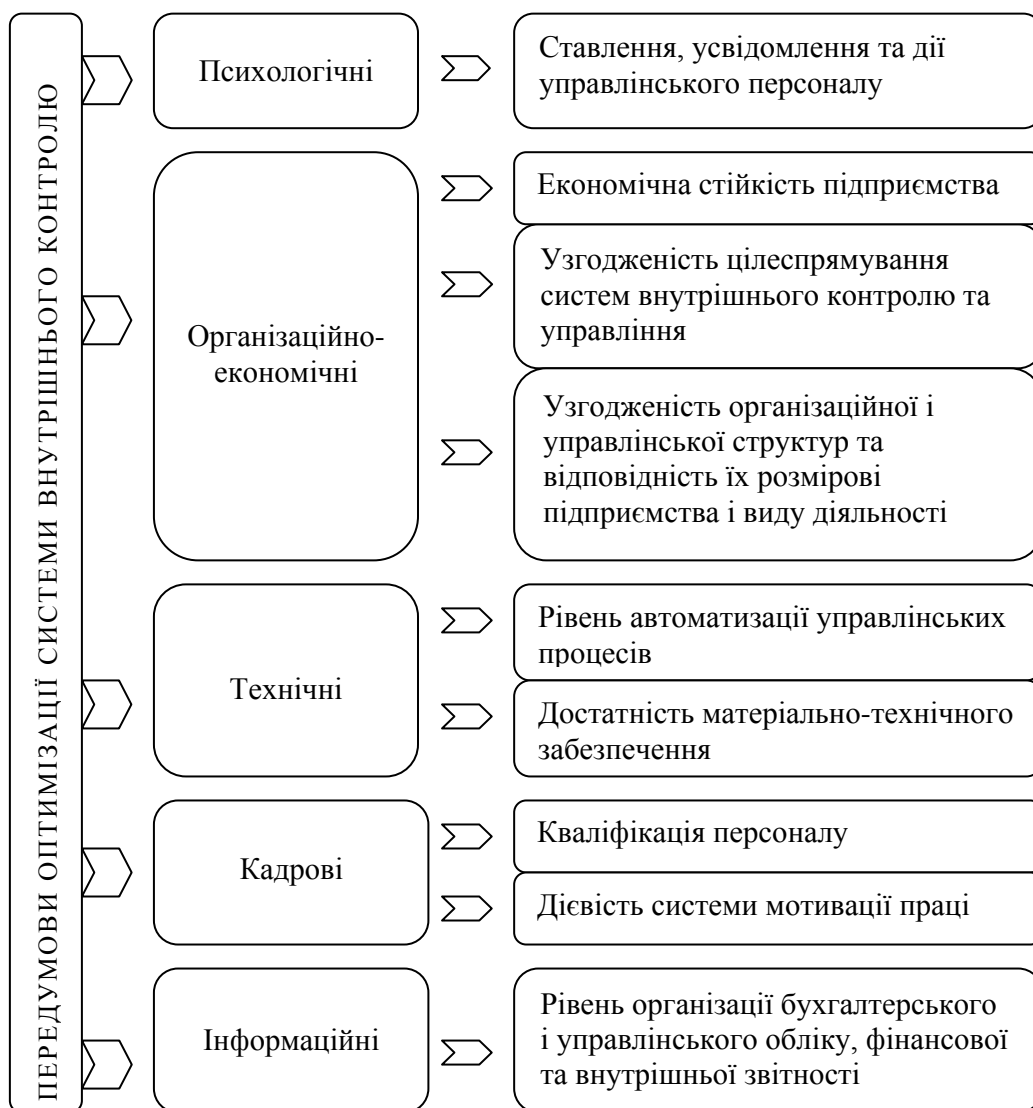 ПЕРЕДУМОВИ ОПТИМІЗАЦІЇ СИСТЕМИ ВНУТРІШНЬОГО КОНТРОЛЮ
Психологічні
Ставлення, усвідомлення та дії
управлінського персоналу
Організаційно-
економічні
Економічна стійкість підприємства
Узгодженість цілеспрямування
систем внутрішнього контролю та
управління
Узгодженість організаційної і
управлінської структур та
відповідність їх розмірові
підприємства і виду діяльності
Технічні
Рівень автоматизації управлінських
процесів
Достатність матеріально-технічного
забезпечення
Кадрові
Кваліфікація персоналу
Дієвість системи мотивації праці
Інформаційні
Рівень організації бухгалтерського
і управлінського обліку, фінансової
та внутрішньої звітності